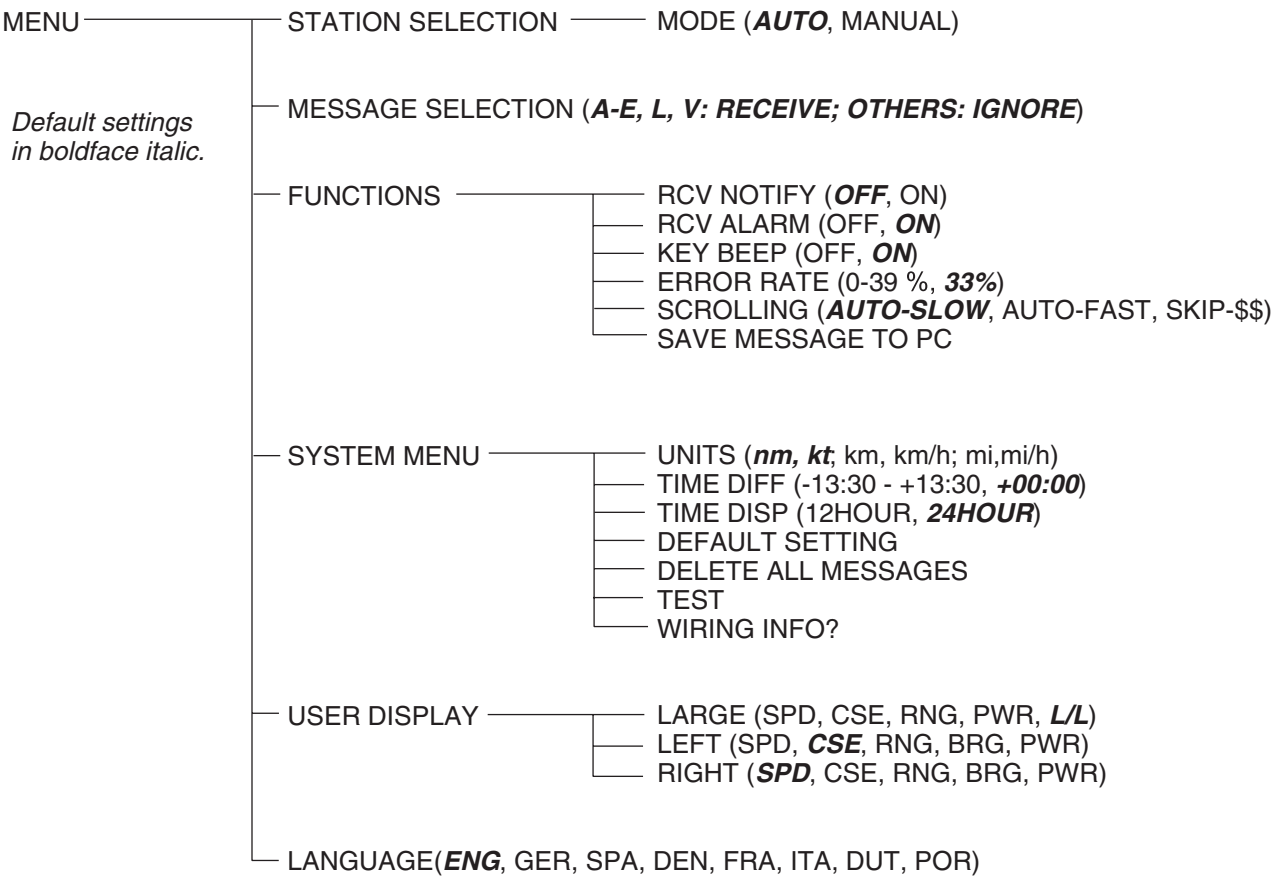 MENU
STATION SELECTION
MODE (AUTO, MANUAL)
Default settings
in boldface italic.
MESSAGE SELECTION (A-E, L, V: RECEIVE; OTHERS: IGNORE)
FUNCTIONS
RCV NOTIFY (OFF, ON)
RCV ALARM (OFF, ON)
KEY BEEP (OFF, ON)
ERROR RATE (0-39 %, 33%)
SCROLLING (AUTO-SLOW, AUTO-FAST, SKIP-$$)
SAVE MESSAGE TO PC
SYSTEM MENU
UNITS (nm, kt; km, km/h; mi,mi/h)
TIME DIFF (-13:30 - +13:30, +00:00)
TIME DISP (12HOUR, 24HOUR)
DEFAULT SETTING
DELETE ALL MESSAGES
TEST
WIRING INFO?
USER DISPLAY
LARGE (SPD, CSE, RNG, PWR, L/L)
LEFT (SPD, CSE, RNG, BRG, PWR)
RIGHT (SPD, CSE, RNG, BRG, PWR)
LANGUAGE(ENG, GER, SPA, DEN, FRA, ITA, DUT, POR)